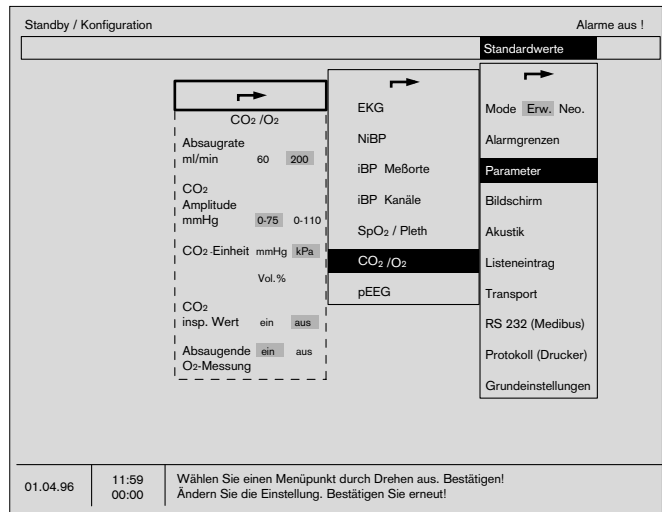 Standby / Konfiguration
Alarme aus !
Standardwerte
CO2 /O2
Absaugrate
ml/min 60 200
CO2
Amplitude
mmHg 0-75 0-110
CO2-Einheit mmHg kPa
Vol.%
CO2
insp. Wert ein aus
Absaugende ein aus
O2-Messung
EKG
NiBP
iBP Meßorte
iBP Kanäle
SpO2 / Pleth
CO2 /O2
pEEG
Mode Erw. Neo.
Alarmgrenzen
Parameter
Bildschirm
Akustik
Listeneintrag
Transport
RS 232 (Medibus)
Protokoll (Drucker)
Grundeinstellungen
01.04.96
11:59
00:00
Wählen Sie einen Menüpunkt durch Drehen aus. Bestätigen!
Ändern Sie die Einstellung. Bestätigen Sie erneut!